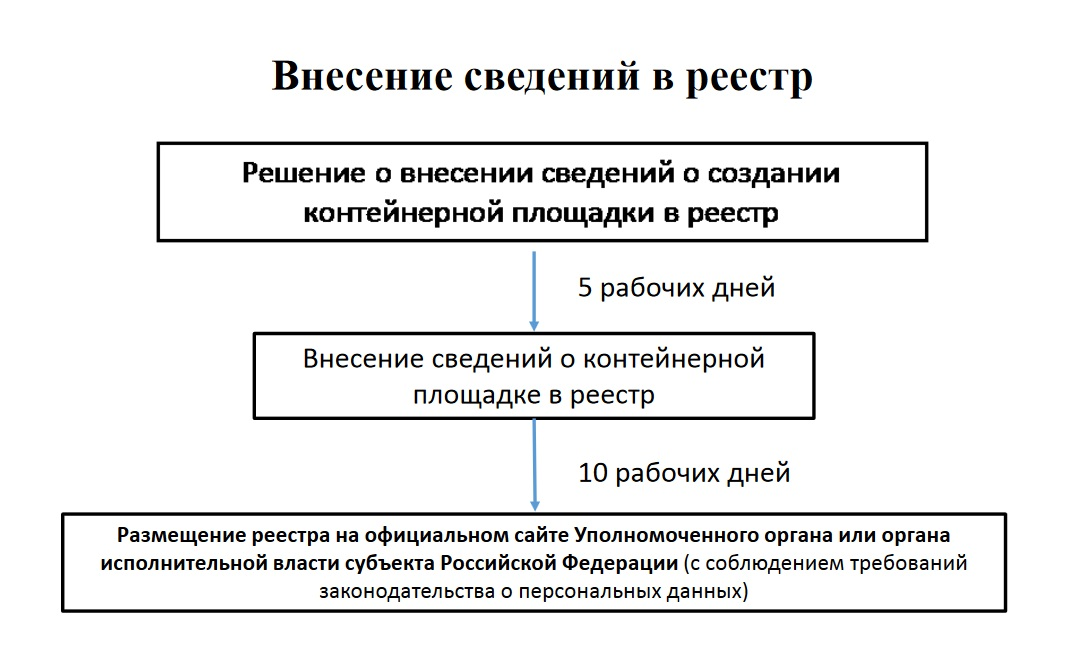 Внесение сведений в реестр
Решение о внесении сведений о создании
контейнерной площадки в реестр
5 рабочих дней
Внесение сведений о контейнерной
площадке в реестр
10 рабочих дней
Размещение реестра на официальном сайте Уполномоченного органа или органа
исполнительной власти субъекта Российской Федерации (с соблюдением требований
законодательства о персональных данных)